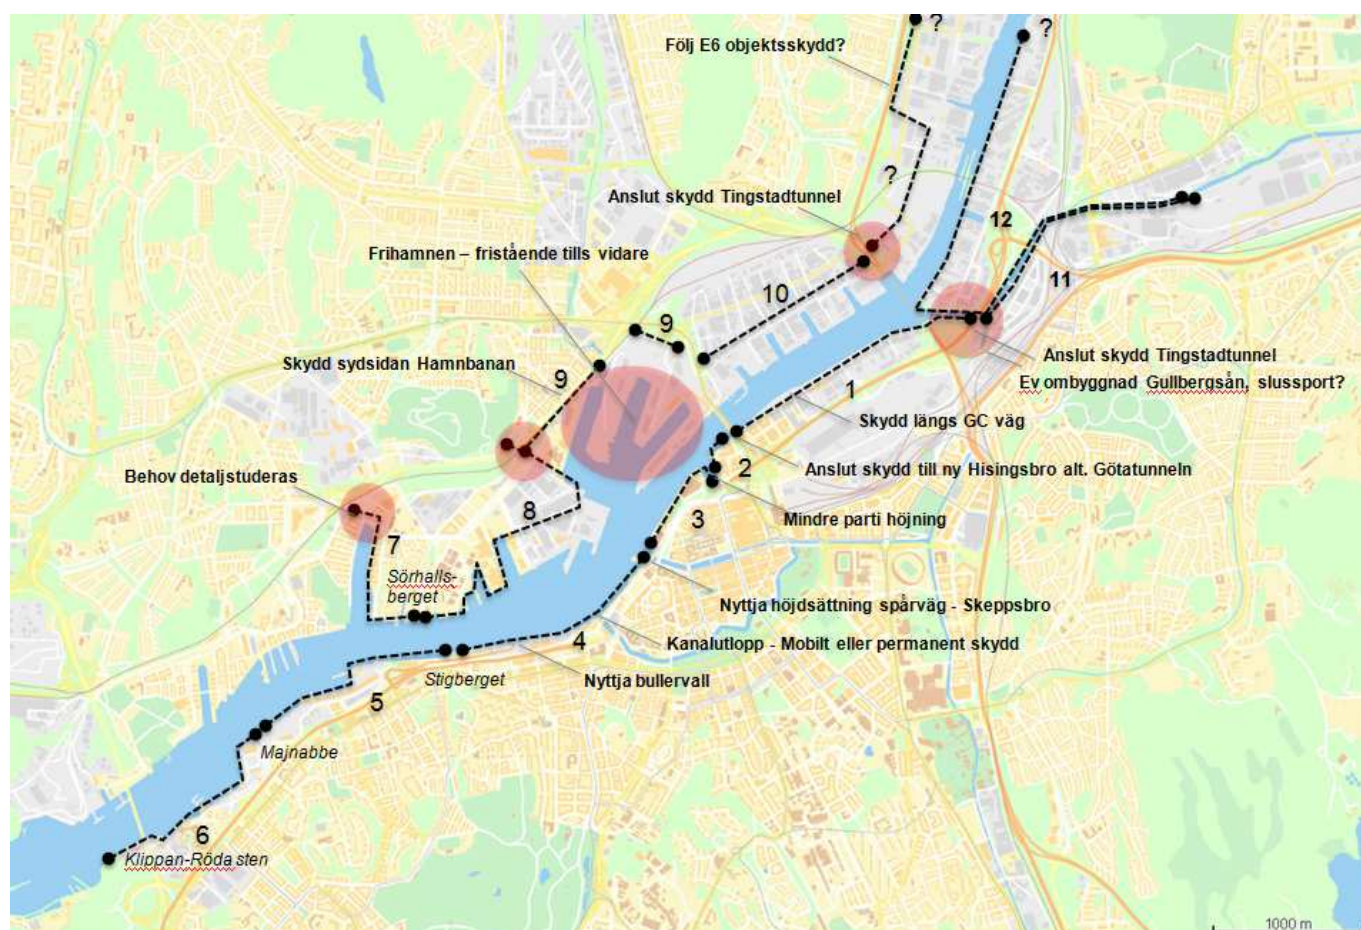 ?
?
Följ E6 objektsskydd?
?
Anslut skydd Tingstadtunnel
12
Frihamnen – fristående tills vidare
11
10
9
Skydd sydsidan Hamnbanan
9
Anslut skydd Tingstadtunnel
Ev ombyggnad Gullbergsån, slussport?
1
Skydd längs GC väg
2
Anslut skydd till ny Hisingsbro alt. Götatunneln
Behov detaljstuderas
8
3
Mindre parti höjning
7
Sörhalls-
berget
Nyttja höjdsättning spårväg - Skeppsbro
4
Kanalutlopp - Mobilt eller permanent skydd
Stigberget
Nyttja bullervall
5
Majnabbe
6
Klippan-Röda sten
1000 m